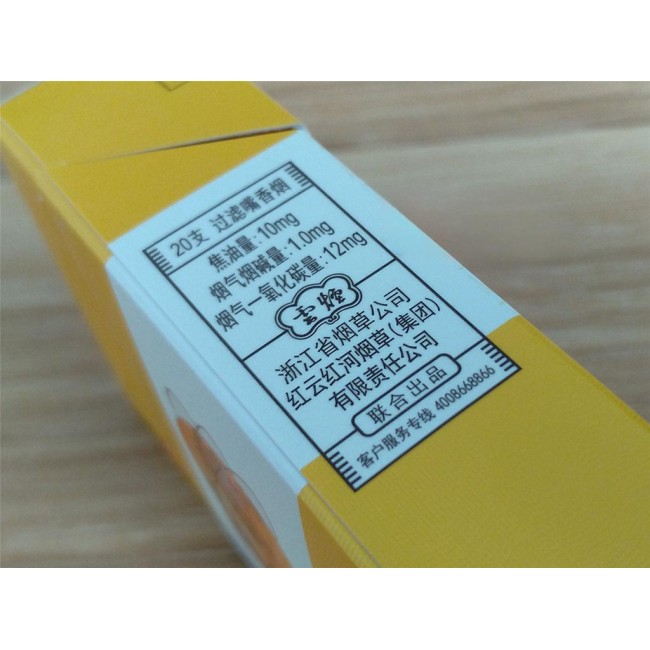 20支 过滤嘴香烟
焦油量:10mg
烟气烟碱量:1.0mg
烟气一氧化碳量:12mg
雲煙
浙江省烟草公司
红云红河烟草(集团)
有限责任公司
联合出品
客户服务专线 4008668866